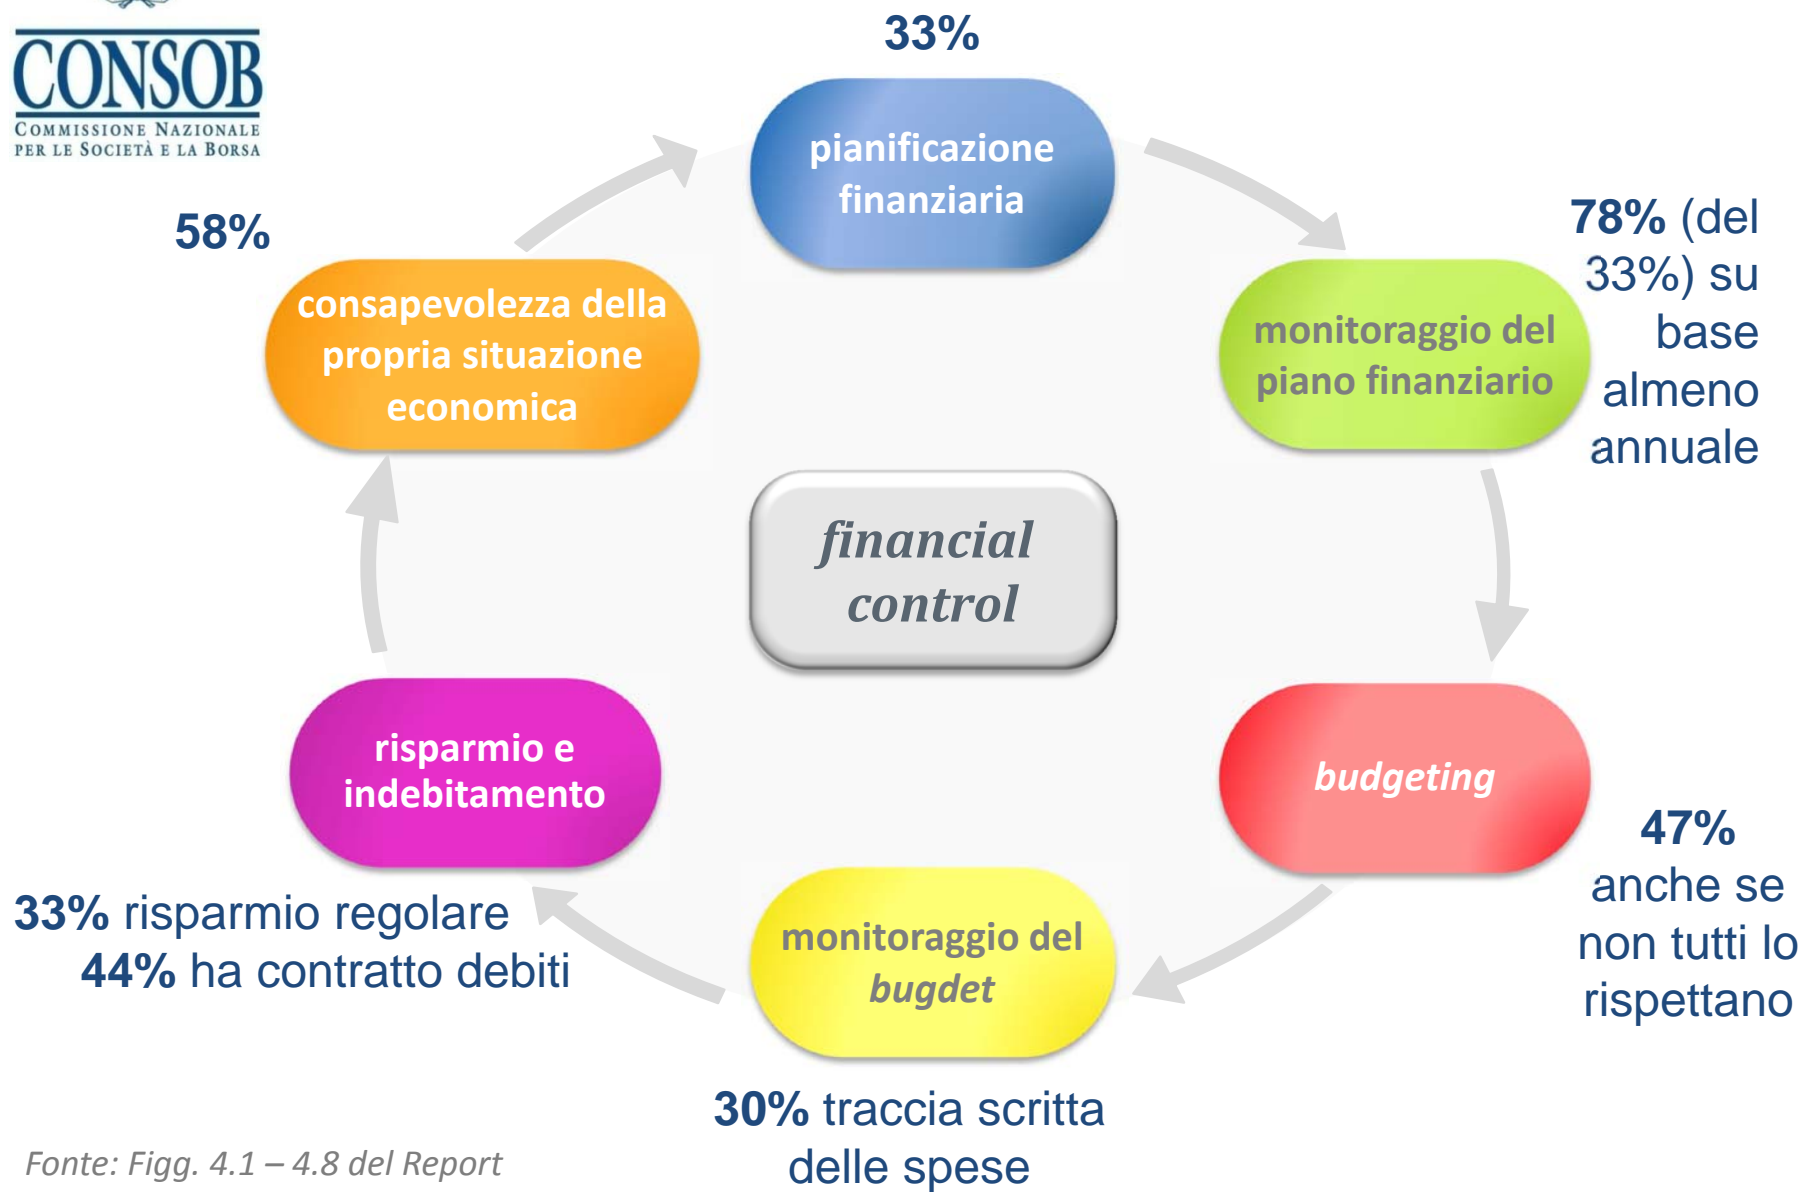 CONSOB
COMMISSIONE NAZIONALE
PER LE SOCIETÀ E LA BORSA
33%
pianificazione
finanziaria
78% (del
33%) su
base
almeno
annuale
monitoraggio del
piano finanziario
58%
consapevolezza della
propria situazione
economica
financial
control
risparmio e
indebitamento
budgeting
47%
anche se
non tutti lo
rispettano
33% risparmio regolare
44% ha contratto debiti
monitoraggio del
bugdet
30% traccia scritta
delle spese
Fonte: Figg. 4.1 – 4.8 del Report